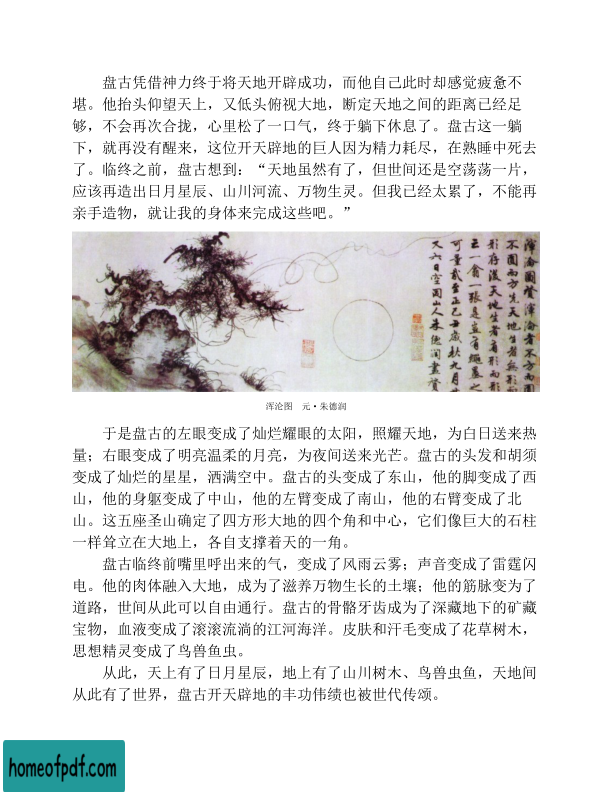 盘古凭借神力终于将天地开辟成功，而他自己此时却感觉疲惫不
堪。他抬头仰望天上，又低头俯视大地，断定天地之间的距离已经足
够，不会再次合拢，心里松了一口气，终于躺下休息了。盘古这一躺
下，就再没有醒来，这位开天辟地的巨人因为精力耗尽，在熟睡中死去
了。临终之前，盘古想到：“天地虽然有了，但世间还是空荡荡一片，
应该再造出日月星辰、山川河流、万物生灵。但我已经太累了，不能再
亲手造物，就让我的身体来完成这些吧。”
浑沦图 元·朱德润
于是盘古的左眼变成了灿烂耀眼的太阳，照耀天地，为白日送来热
量；右眼变成了明亮温柔的月亮，为夜间送来光芒。盘古的头发和胡须
变成了灿烂的星星，洒满空中。盘古的头变成了东山，他的脚变成了西
山，他的身躯变成了中山，他的左臂变成了南山，他的右臂变成了北
山。这五座圣山确定了四方形大地的四个角和中心，它们像巨大的石柱
一样耸立在大地上，各自支撑着天的一角。
盘古临终前嘴里呼出来的气，变成了风雨云雾；声音变成了雷霆闪
电。他的肉体融入大地，成为了滋养万物生长的土壤；他的筋脉变为了
道路，世间从此可以自由通行。盘古的骨骼牙齿成为了深藏地下的矿藏
宝物，血液变成了滚滚流淌的江河海洋。皮肤和汗毛变成了花草树木，
思想精灵变成了鸟兽鱼虫。
从此，天上有了日月星辰，地上有了山川树木、鸟兽虫鱼，天地间
从此有了世界，盘古开天辟地的丰功伟绩也被世代传颂。
homeofpdf.com